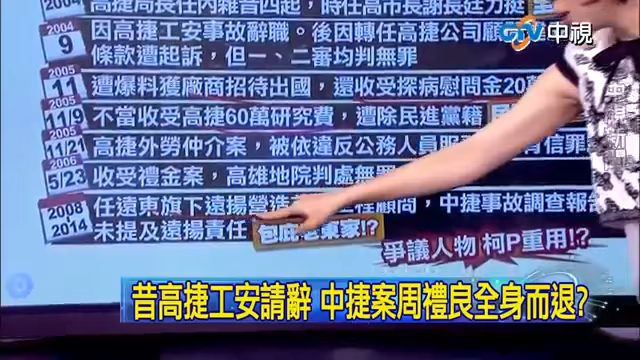 2004 高捷局長任內雜音四起，時任高市長謝長廷力挺
CTV中視
4/9 因高捷工安事故辭職。後因轉任高捷公司顧
條款遭起訴，但一、二審均判無罪
2005 11 遭爆料獲廠商招待出國，還收受探病慰問金20萬
2005 11/9 不當收受高捷60萬研究費，遭除民進黨籍
2005 11/21 高捷外勞仲介案，被依違反公務人員服 有信罪
2006 5/23 收受禮金案，高雄地院判處無罪
2008 2014 任遠東旗下遠揚營造 工程顧問，中捷事故調查報
未提及遠揚責任 包庇老東家!?
爭議人物 柯P重用!?
昔高捷工安請辭 中捷案周禮良全身而退?